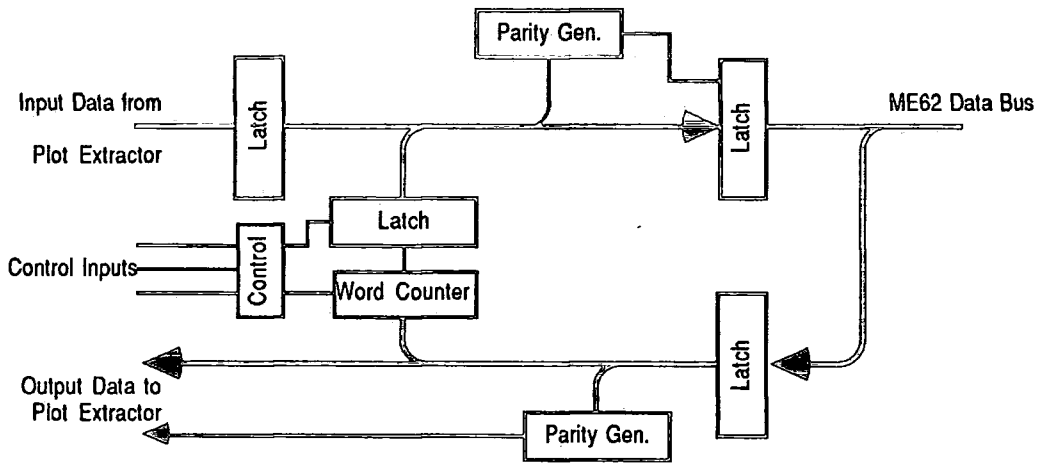 Parity Gen.
Input Data from
Plot Extractor
Latch
Latch
ME62 Data Bus
Latch
Control Inputs
Control
Word Counter
Latch
Output Data to
Plot Extractor
Parity Gen.